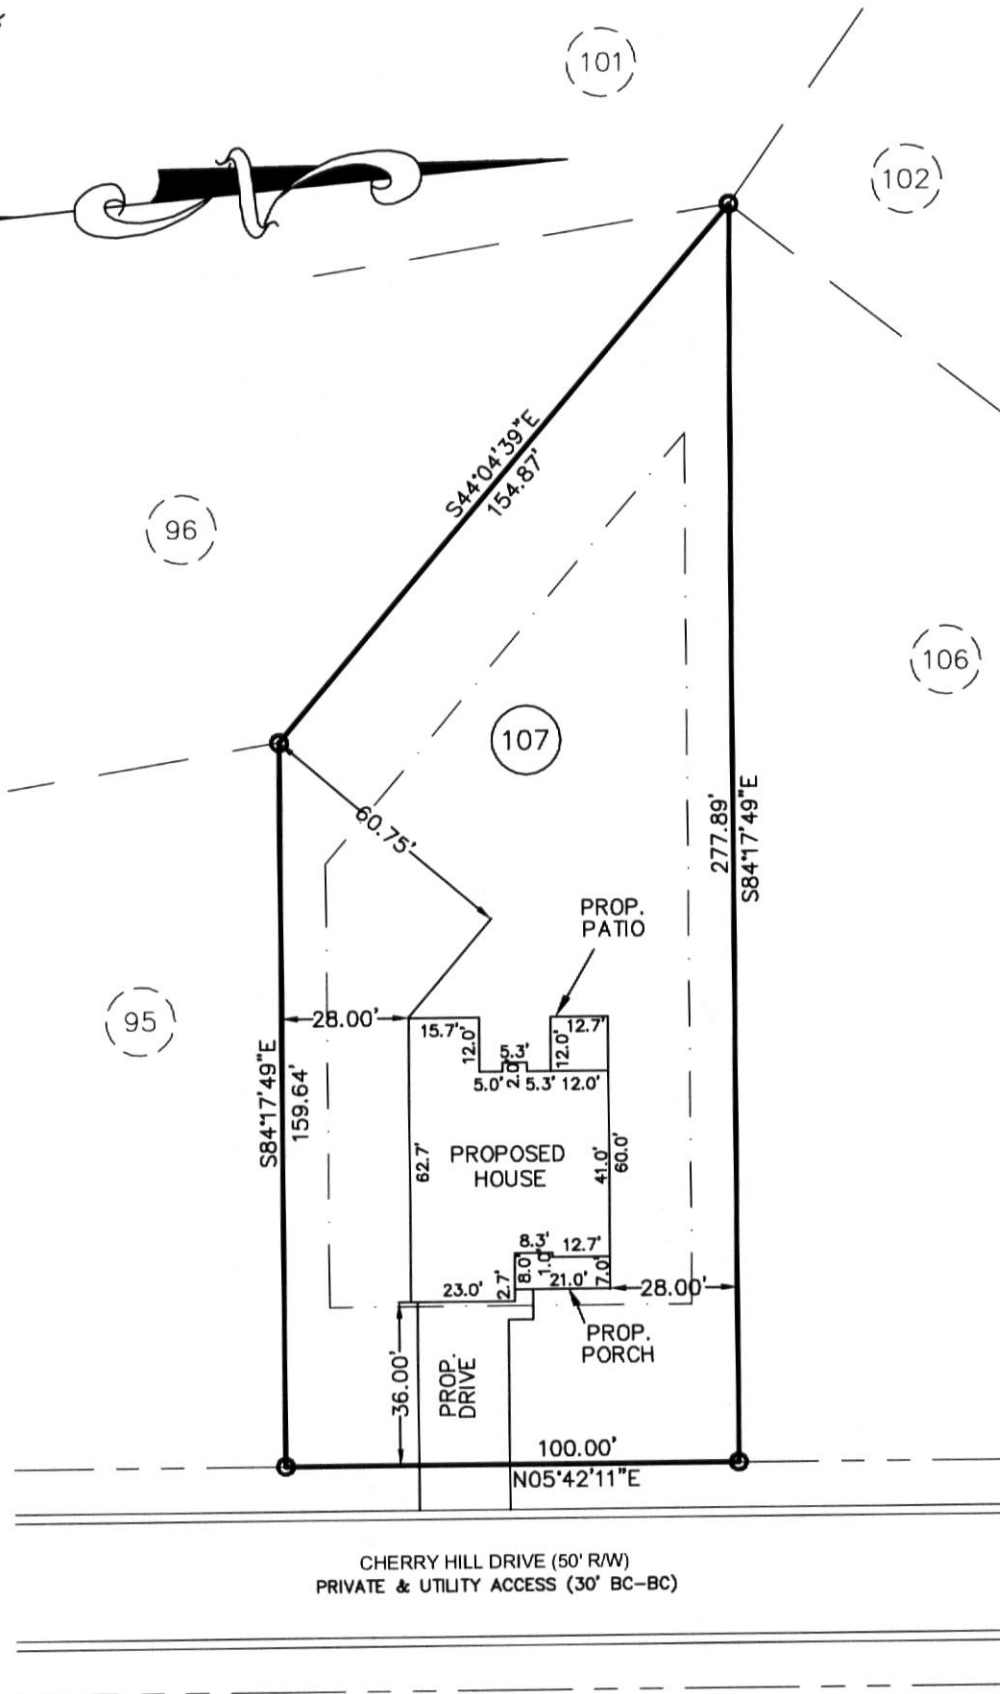 101
102
S44°04'39"E
154.87'
96
106
107
277.89'
S84°17'49"E
60.75'
PROP.
PATIO
95
28.00'
15.7'
12.0'
5.3'
12.7'
12.0'
5.0'
2.0'
5.3'
12.0'
S84°17'49"E
159.64'
62.7'
PROPOSED
HOUSE
41.0'
60.0'
8.3'
12.7'
8.0'
1.0'
7.0'
23.0'
2.7'
21.0'
28.00'
PROP.
PORCH
36.00'
PROP.
DRIVE
100.00'
N05°42'11"E
CHERRY HILL DRIVE (50' R/W)
PRIVATE & UTILITY ACCESS (30' BC-BC)